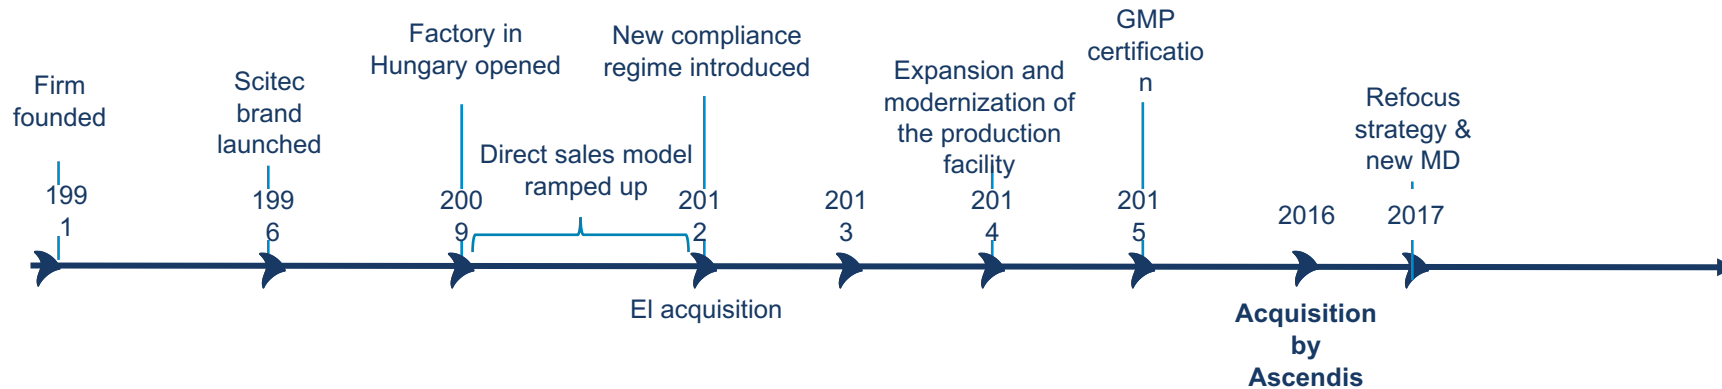 Firm
founded
199
1
Scitec
brand
launched
199
6
Factory in
Hungary opened
200
9
Direct sales model
ramped up
New compliance
regime introduced
201
2
EI acquisition
201
3
Expansion and
modernization of
the production
facility
201
4
GMP
certificatio
n
201
5
2016
Acquisition
by
Ascendis
Refocus
strategy &
new MD
2017